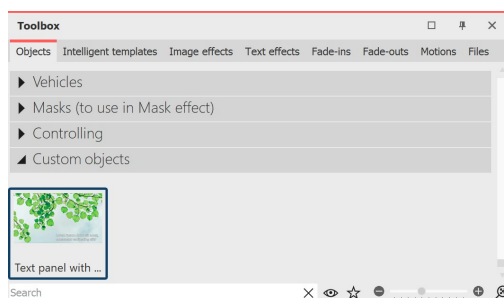 Toolbox
Objects Intelligent templates Image effects Text effects Fade-ins Fade-outs Motions Files
Vehicles
Masks (to use in Mask effect)
Controlling
Custom objects
Text panel with ...
Search